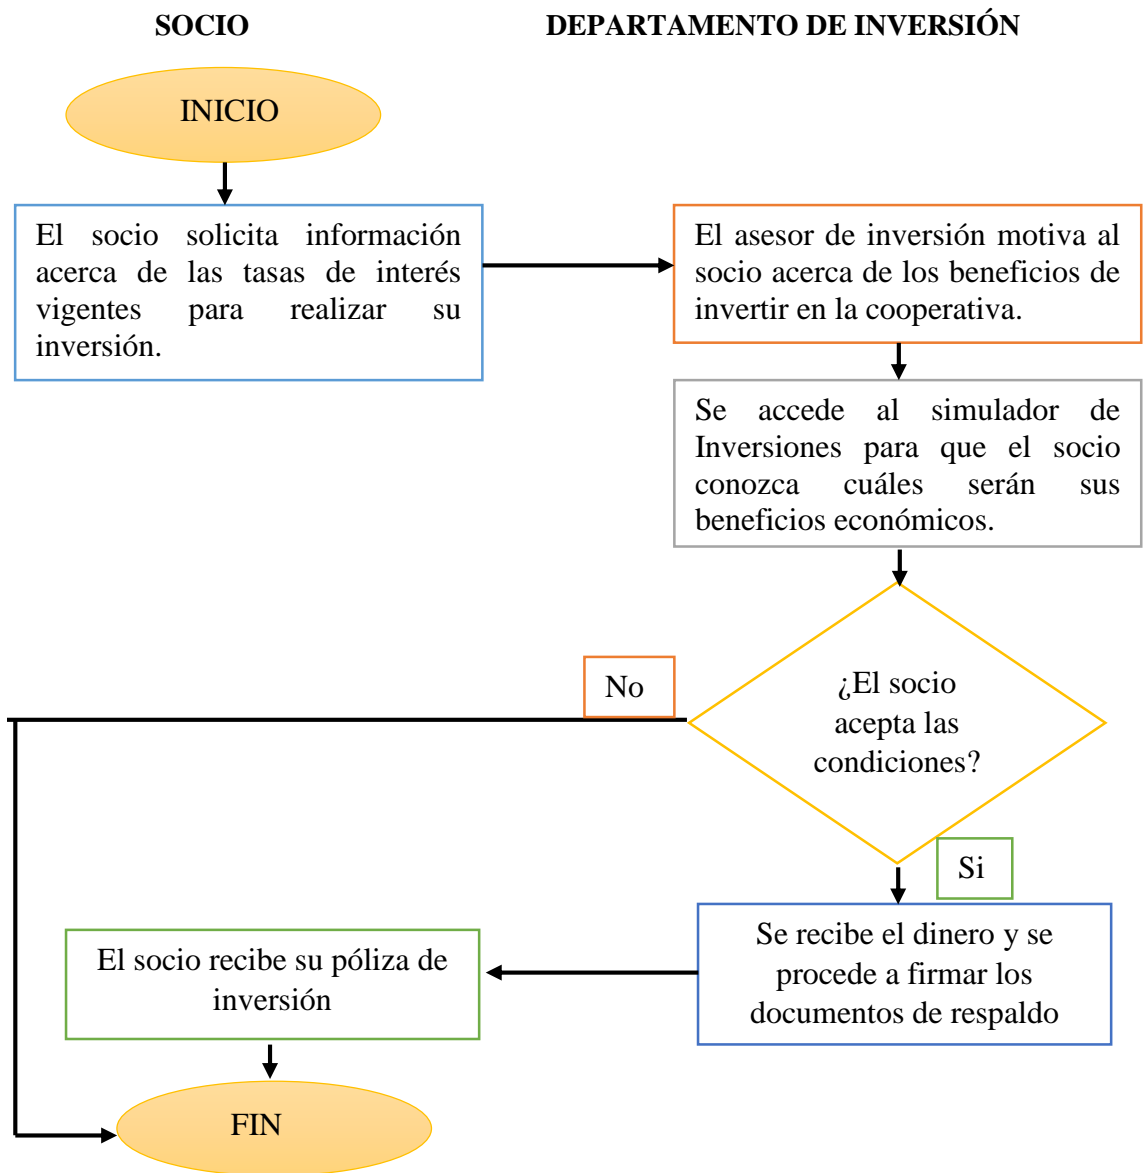 SOCIO
DEPARTAMENTO DE INVERSIÓN
INICIO
El socio solicita información
acerca de las tasas de interés
vigentes para realizar su
inversión.
El asesor de inversión motiva al
socio acerca de los beneficios de
invertir en la cooperativa.
Se accede al simulador de
Inversiones para que el socio
conozca cuáles serán sus
beneficios económicos.
No
¿El socio
acepta las
condiciones?
Si
Se recibe el dinero y se
procede a firmar los
documentos de respaldo
El socio recibe su póliza de
inversión
FIN